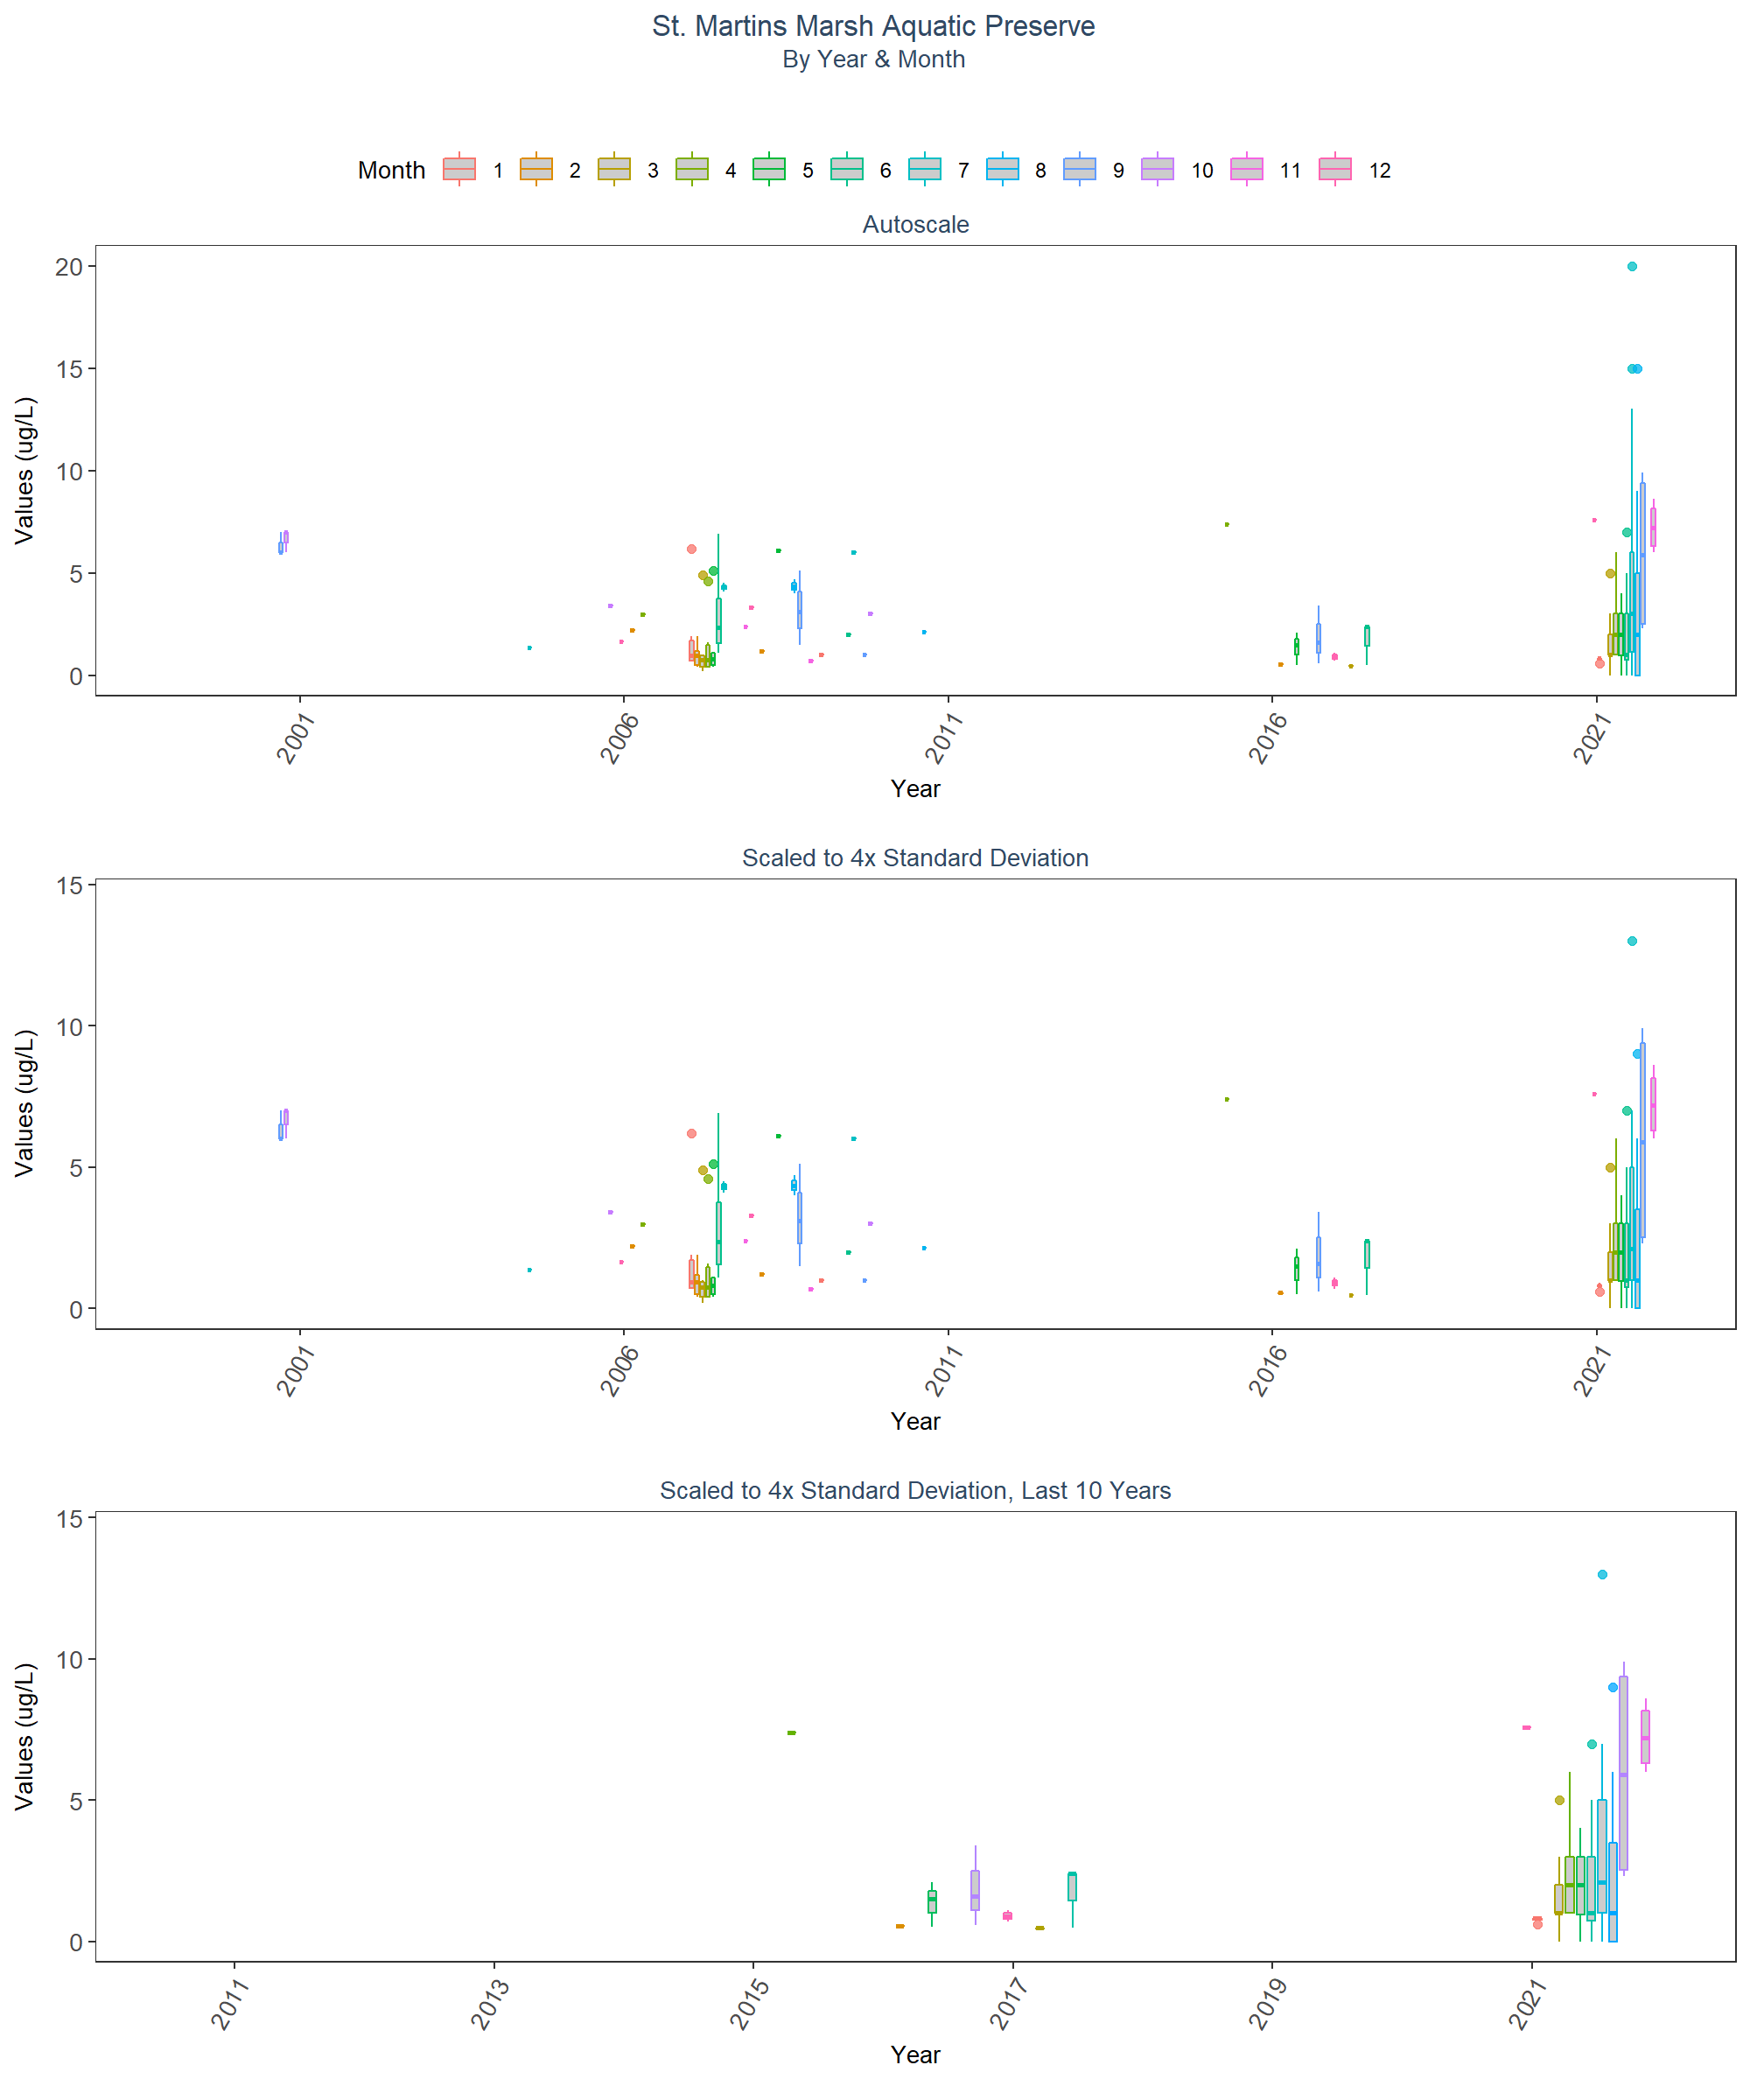 St. Martins Marsh Aquatic Preserve
By Year & Month
Month 1 2 3 4 5 6 7 8 9 10 11 12
Autoscale
Values (ug/L)
20
15
10
5
0
2001 2006 2011 2016 2021
Year
Scaled to 4x Standard Deviation
Values (ug/L)
15
10
5
0
2001 2006 2011 2016 2021
Year
Scaled to 4x Standard Deviation, Last 10 Years
Values (ug/L)
15
10
5
0
2011 2013 2015 2017 2019 2021
Year